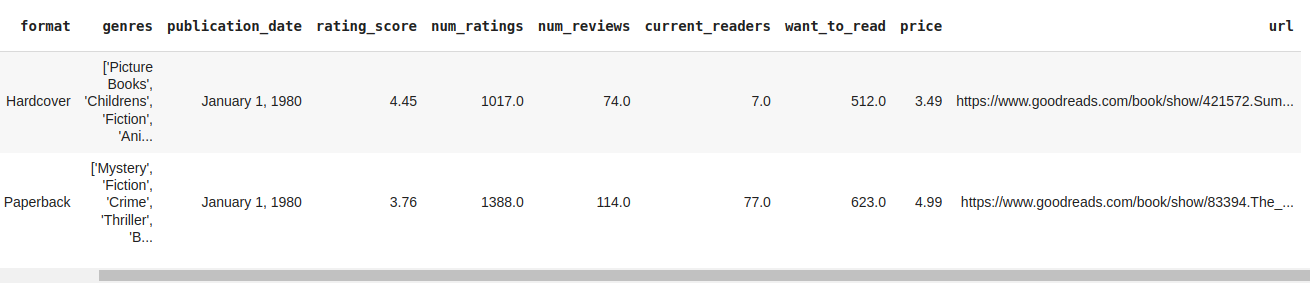 format genres publication_date rating_score num_ratings num_reviews current_readers want_to_read price url
['Picture
Books',
Hardcover 'Childrens', January 1, 1980 4.45 1017.0 74.0 7.0 512.0 3.49 https://www.goodreads.com/book/show/421572.Sum...
'Fiction',
'Ani...
['Mystery',
'Fiction',
Paperback 'Crime', January 1, 1980 3.76 1388.0 114.0 77.0 623.0 4.99 https://www.goodreads.com/book/show/83394.The_...
'Thriller',
'B...